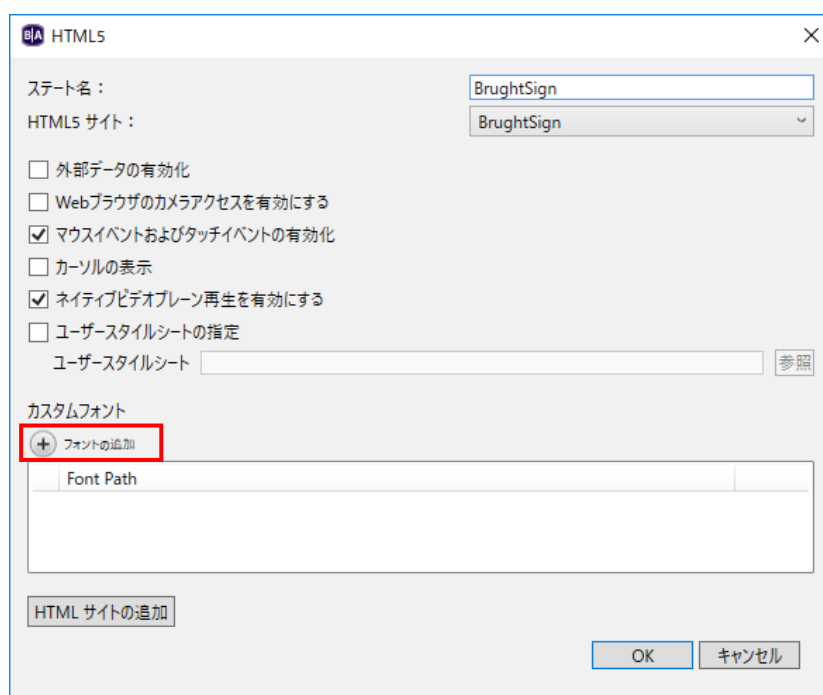 B|A HTML5
ステート名： BrughtSign
HTML5 サイト： BrughtSign
外部データの有効化
Webブラウザのカメラアクセスを有効にする
マウスイベントおよびタッチイベントの有効化
カーソルの表示
ネイティブビデオプレーン再生を有効にする
ユーザースタイルシートの指定
ユーザースタイルシート 参照
カスタムフォント
フォントの追加
Font Path
HTML サイトの追加
OK キャンセル